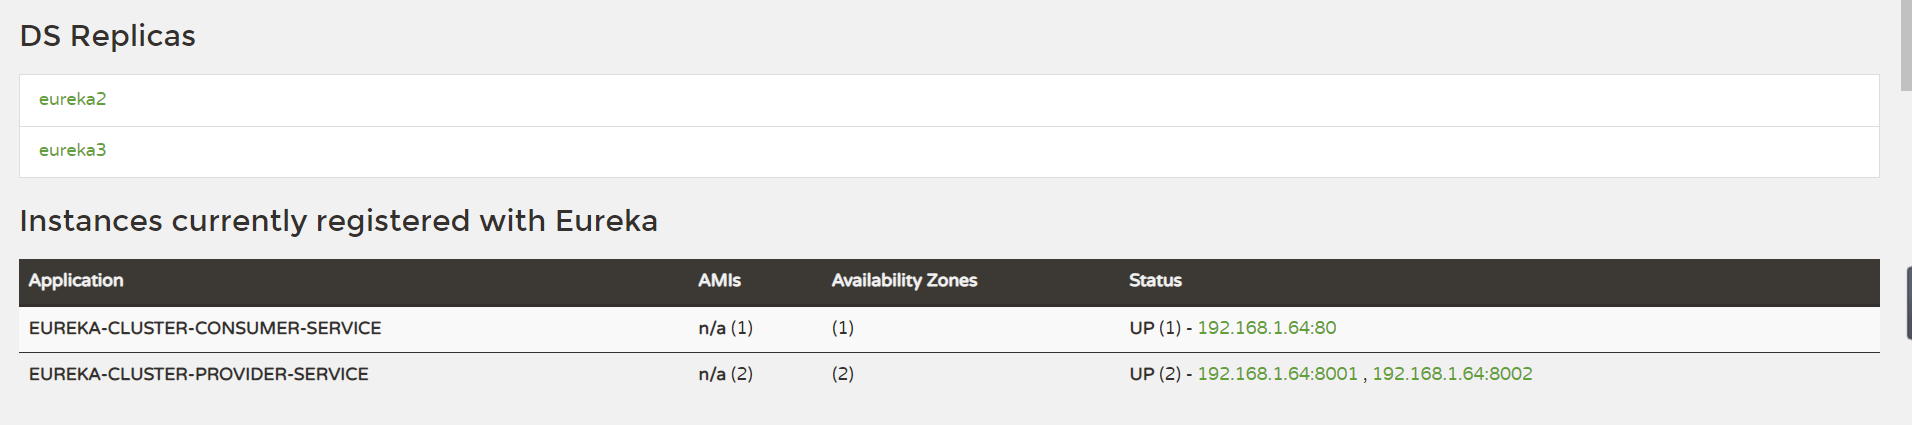 DS Replicas
eureka2
eureka3
Instances currently registered with Eureka
Application AMIs Availability Zones Status
EUREKA-CLUSTER-CONSUMER-SERVICE n/a (1) (1) UP (1) - 192.168.1.64:80
EUREKA-CLUSTER-PROVIDER-SERVICE n/a (2) (2) UP (2) - 192.168.1.64:8001 , 192.168.1.64:8002